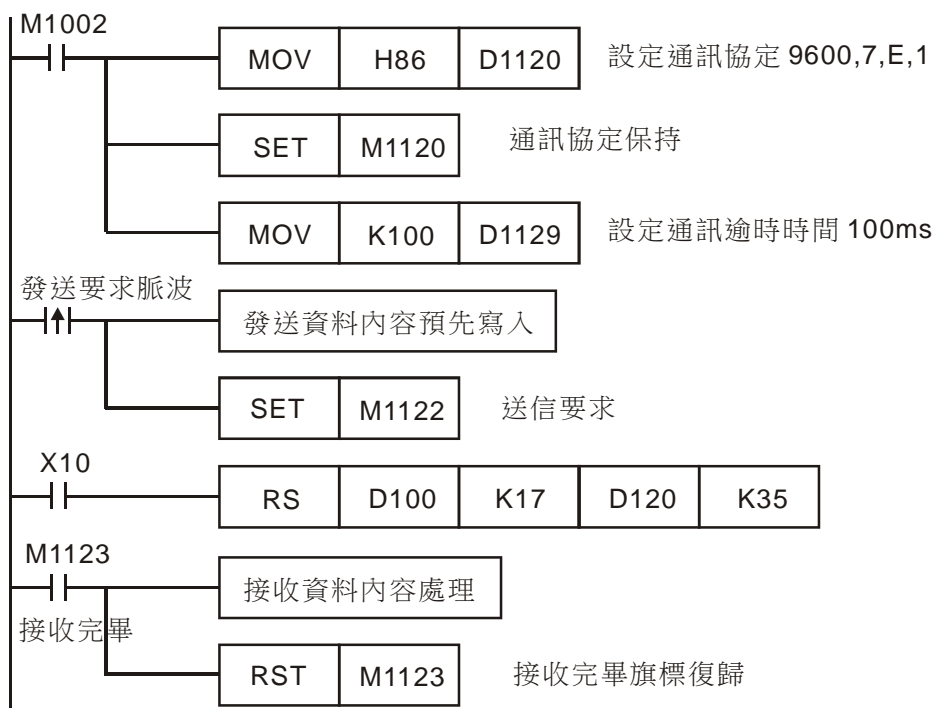 M1002
MOV H86 D1120 設定通訊協定 9600,7,E,1
SET M1120 通訊協定保持
MOV K100 D1129 設定通訊逾時時間 100ms
發送要求脈波
發送資料內容預先寫入
SET M1122 送信要求
X10
RS D100 K17 D120 K35
M1123
接收資料內容處理
接收完畢
RST M1123 接收完畢旗標復歸